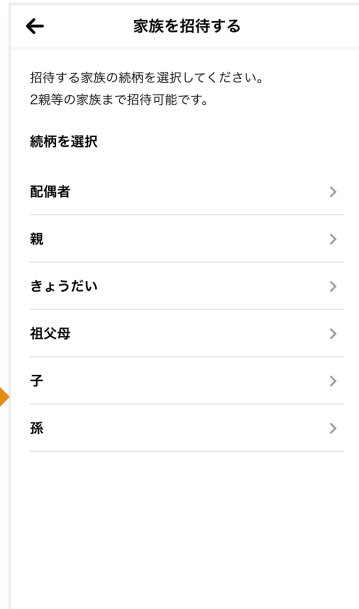 家族を招待する
招待する家族の続柄を選択してください。
2親等の家族まで招待可能です。
続柄を選択
配偶者
親
きょうだい
祖父母
子
孫